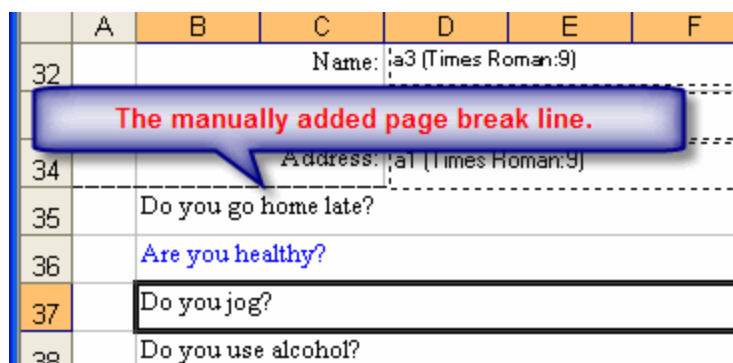 A B C D E F
32 Name: a3 (Times Roman:9)
The manually added page break line.
34 Address: a1 (Times Roman:9)
35 Do you go home late?
36 Are you healthy?
37 Do you jog?
38 Do you use alcohol?